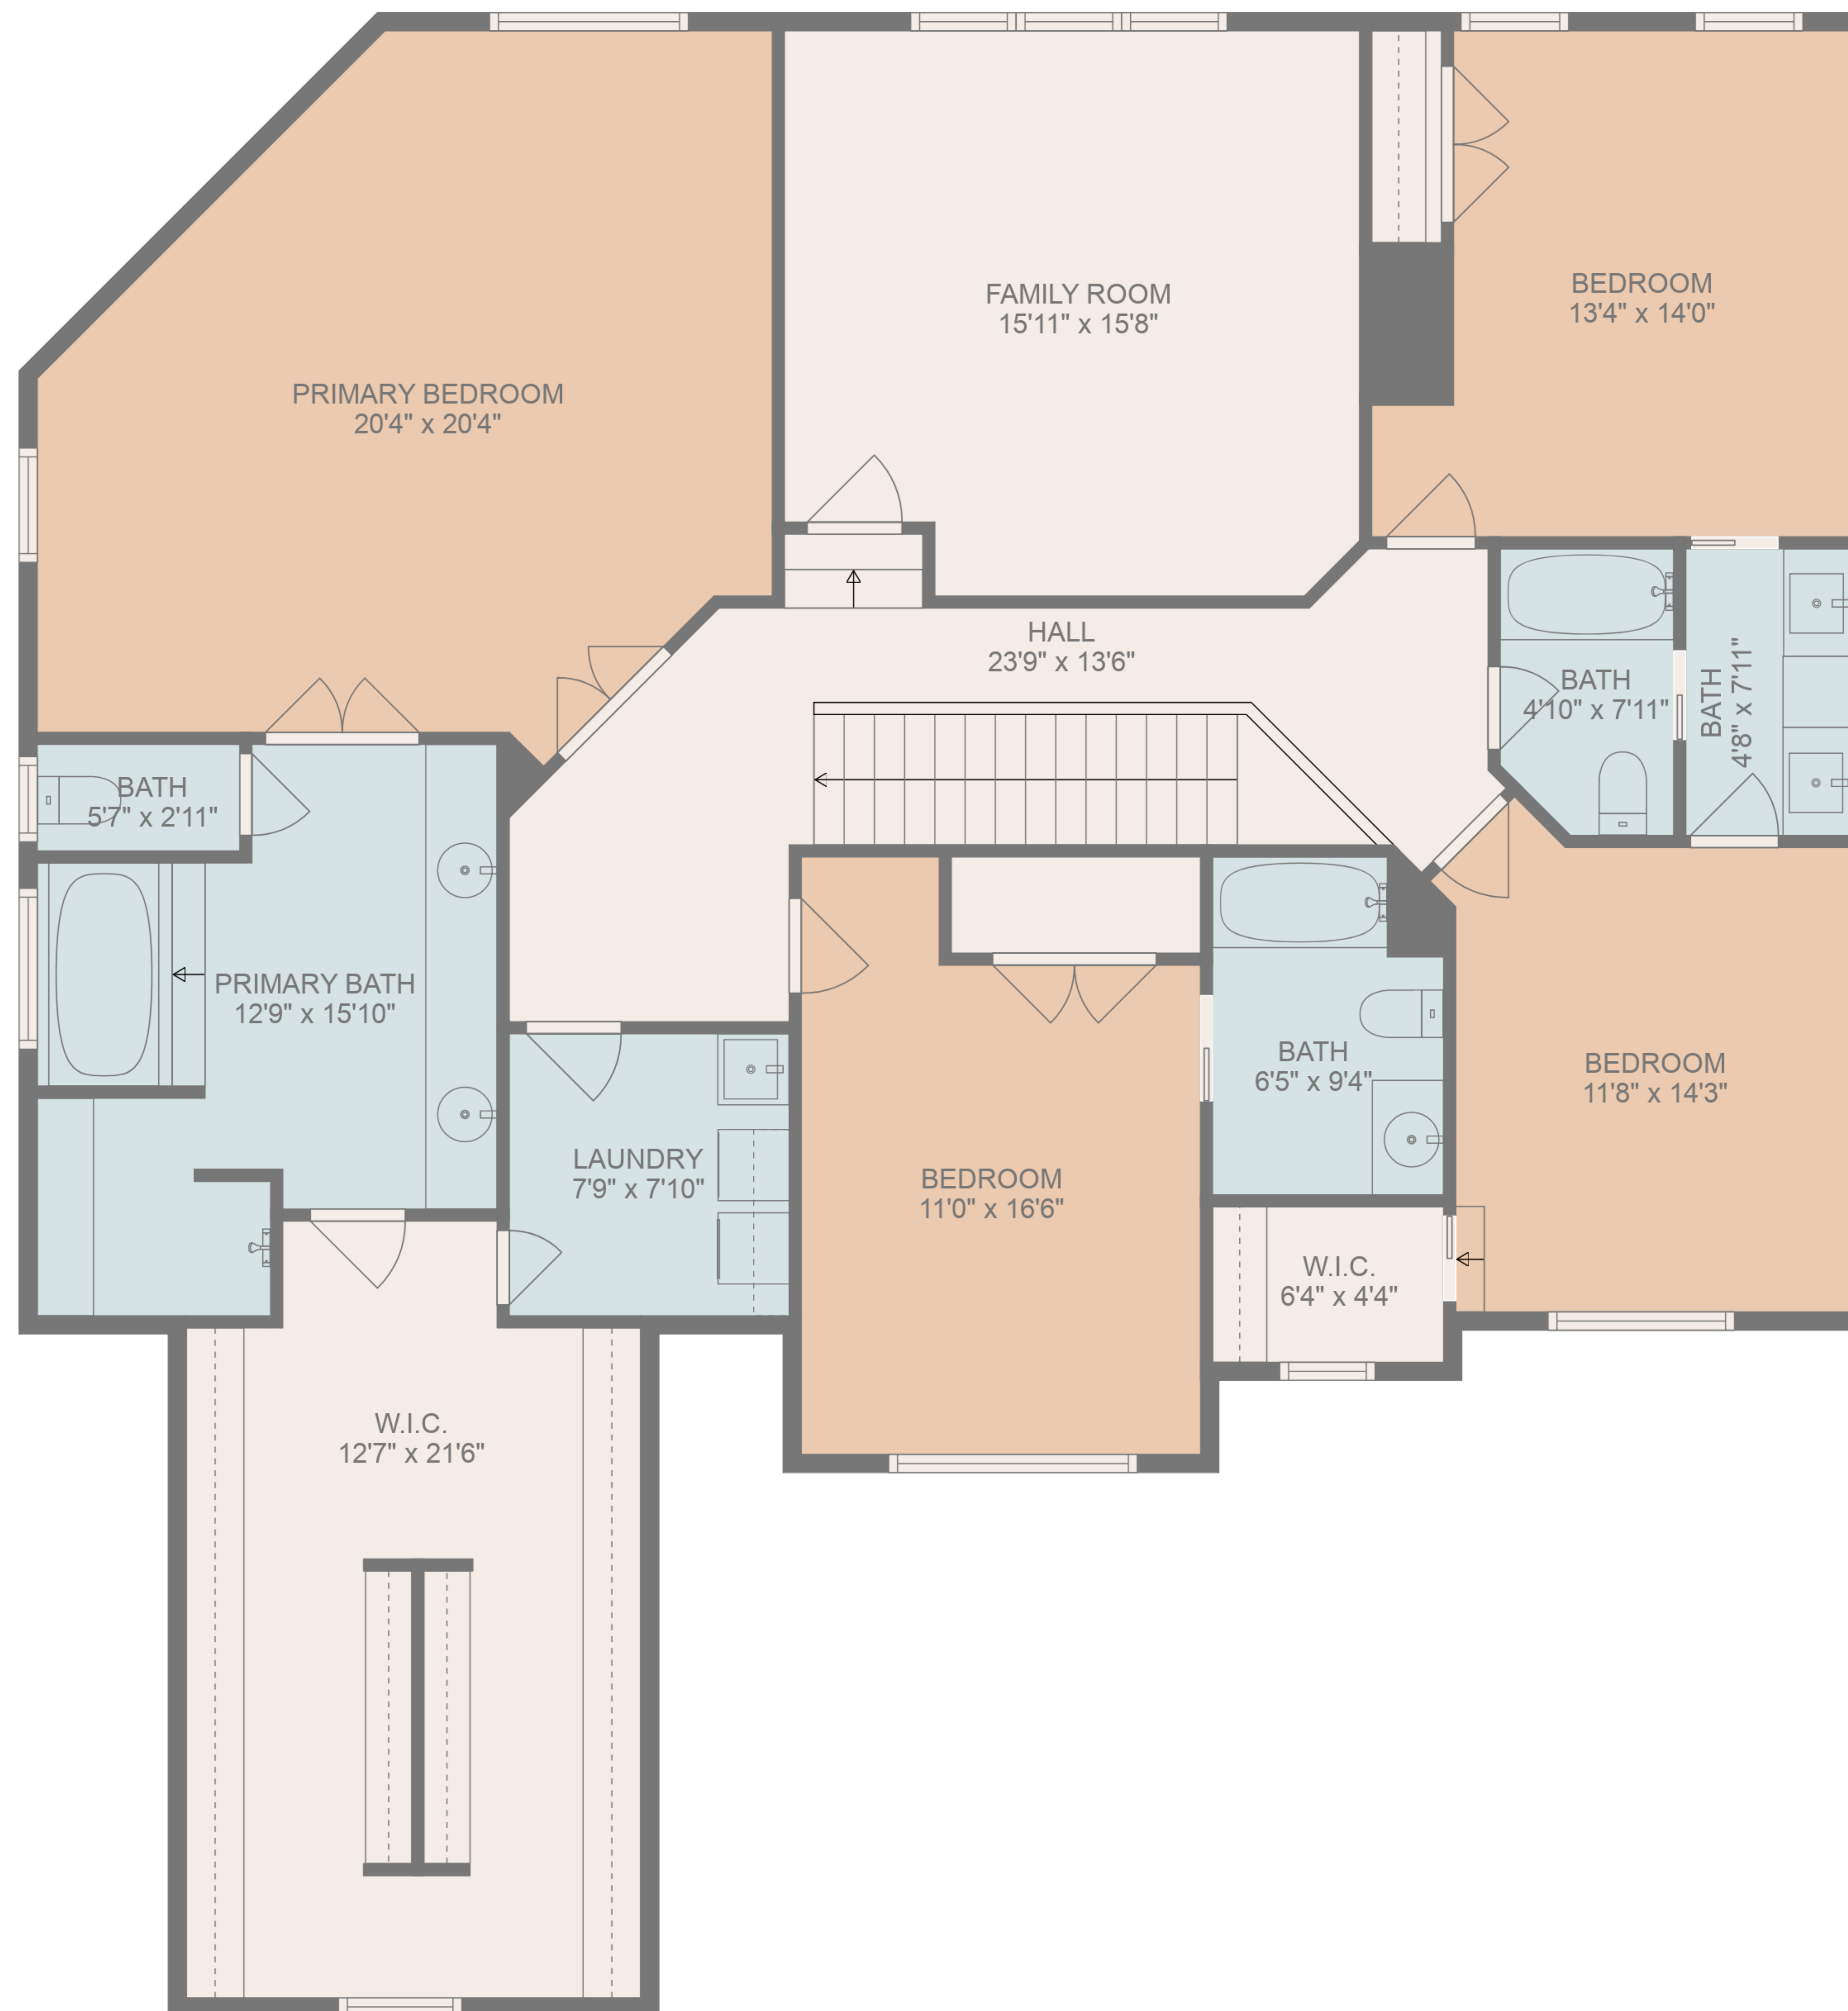 FAMILY ROOM
15'11" x 15'8"
BEDROOM
13'4" x 14'0"
PRIMARY BEDROOM
20'4" x 20'4"
HALL
23'9" x 13'6"
BATH
4'10" x 7'11"
BATH
4'8" x 7'11"
BATH
5'7" x 2'11"
PRIMARY BATH
12'9" x 15'10"
BATH
6'5" x 9'4"
BEDROOM
11'8" x 14'3"
LAUNDRY
7'9" x 7'10"
BEDROOM
11'0" x 16'6"
W.I.C.
6'4" x 4'4"
W.I.C.
12'7" x 21'6"